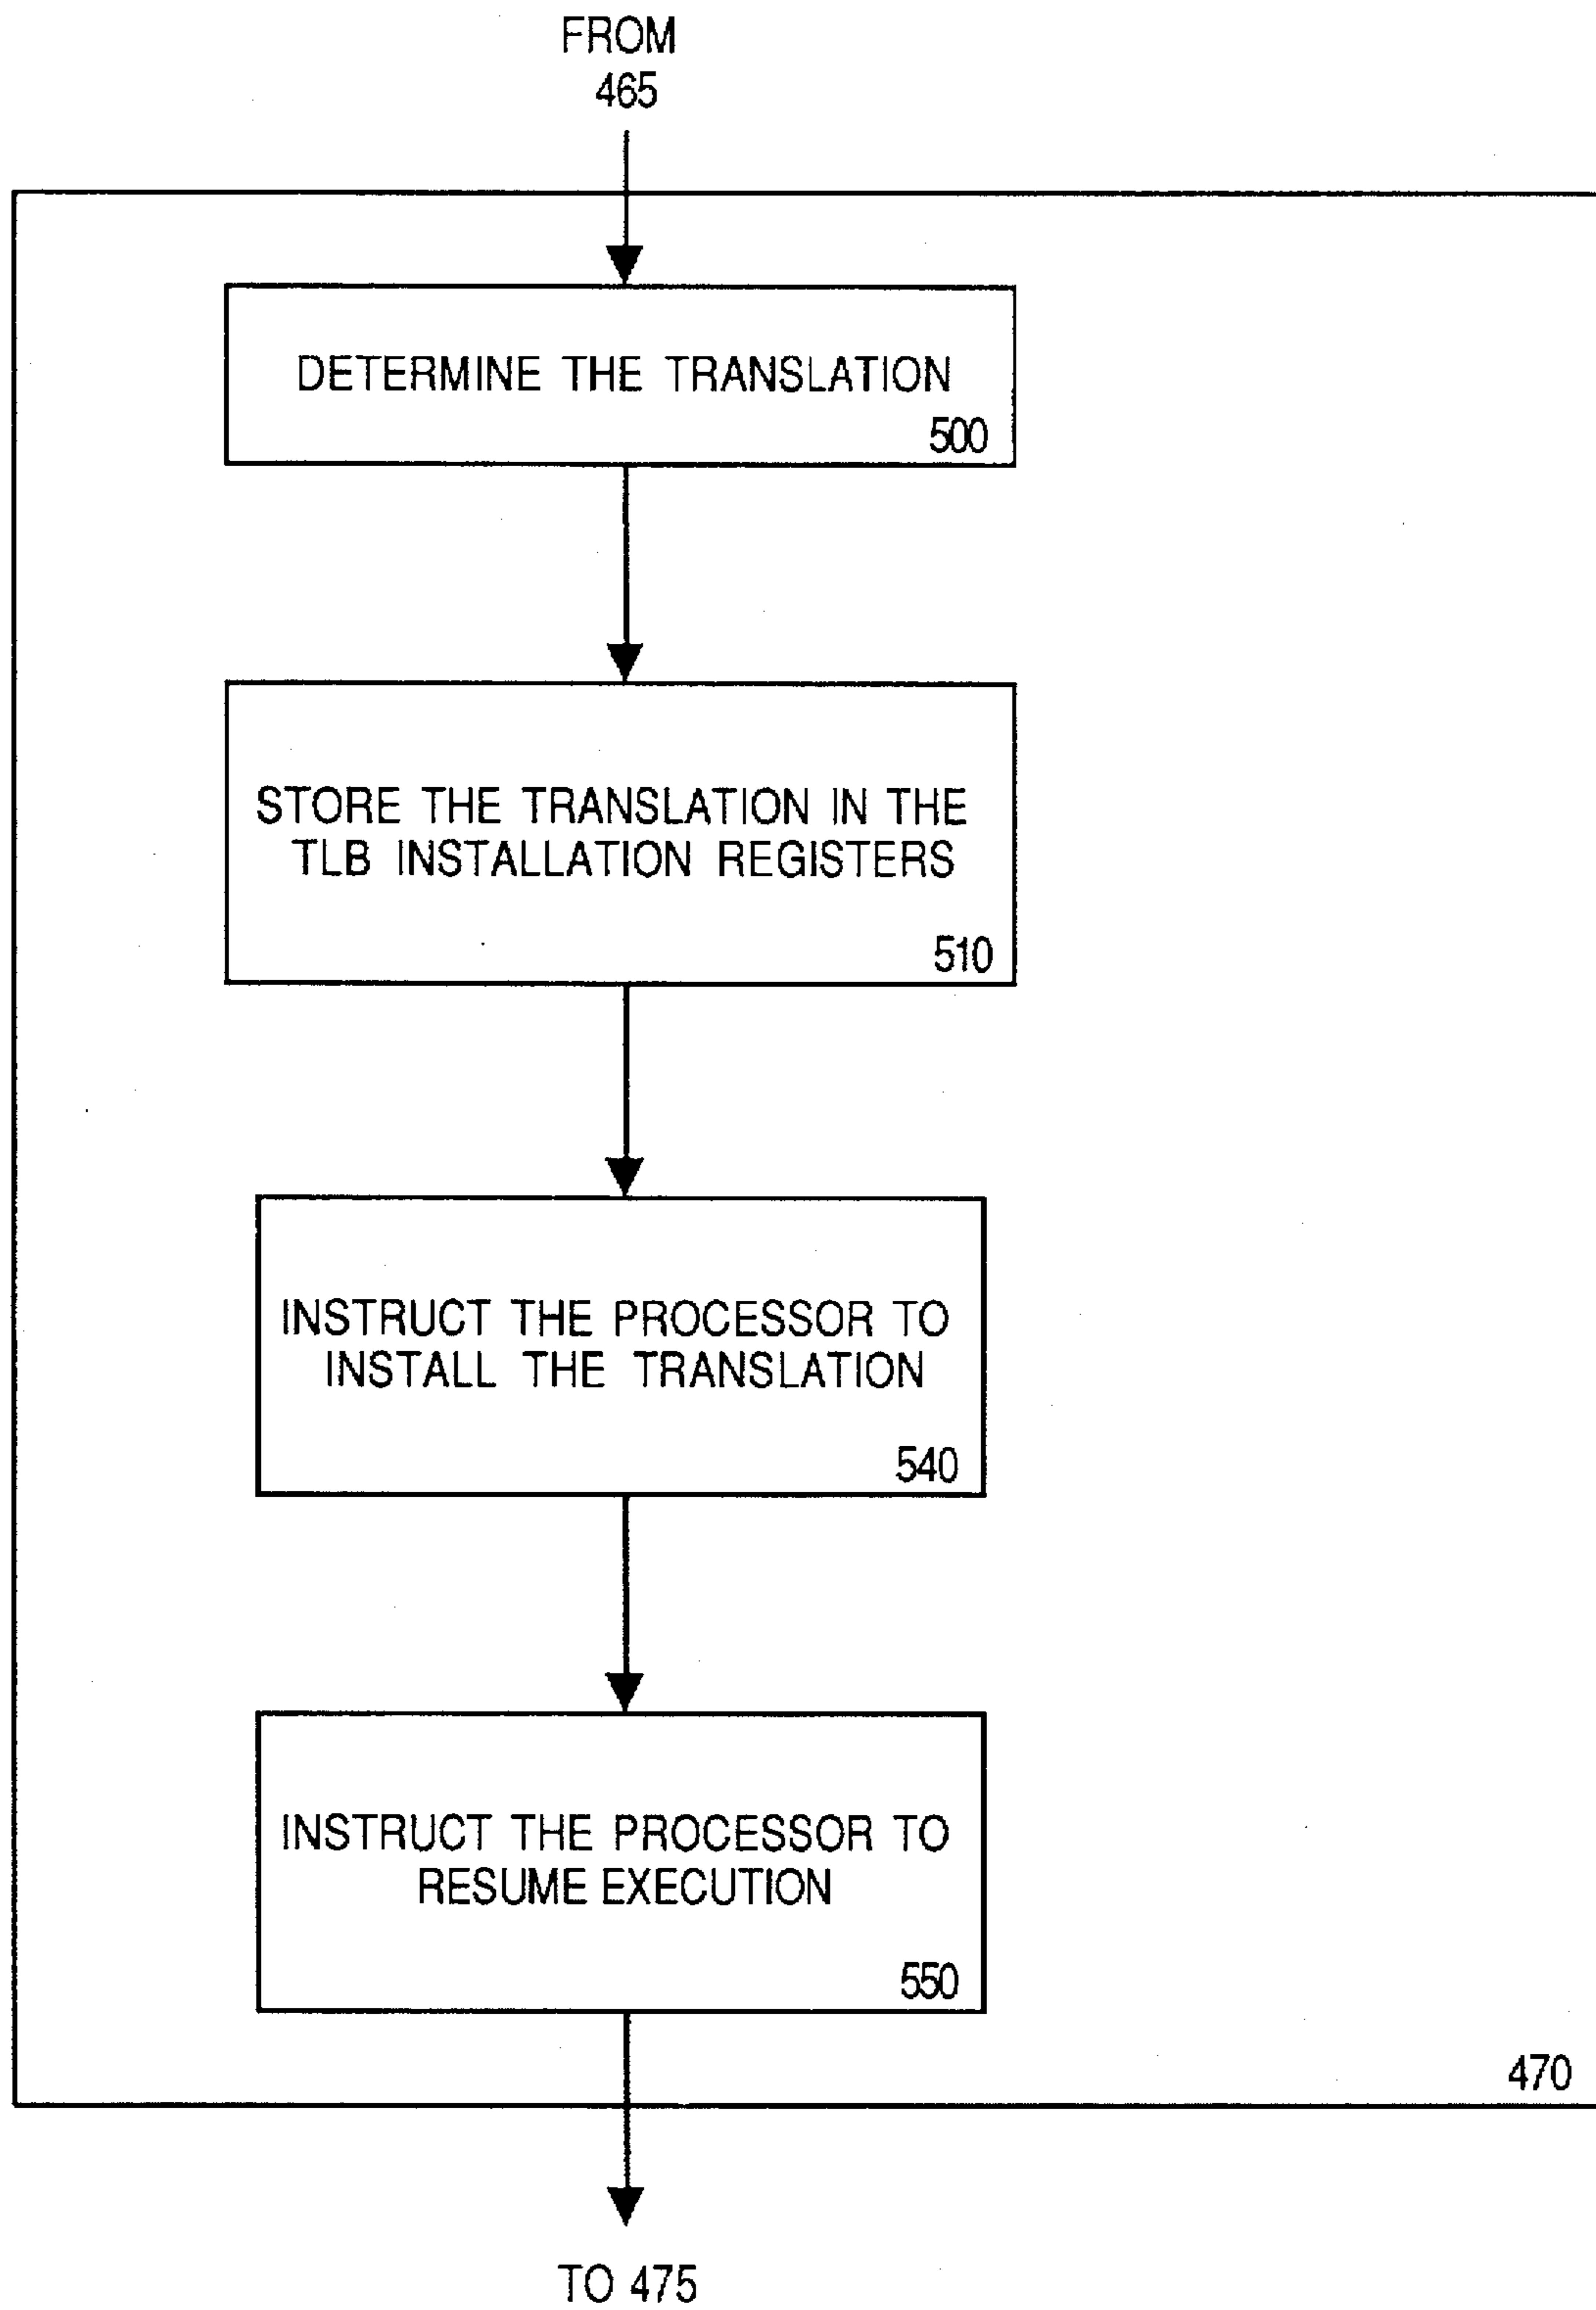 FROM
465
DETERMINE THE TRANSLATION
500
STORE THE TRANSLATION IN THE
TLB INSTALLATION REGISTERS
510
INSTRUCT THE PROCESSOR TO
INSTALL THE TRANSLATION
540
INSTRUCT THE PROCESSOR TO
RESUME EXECUTION
550
470
TO 475